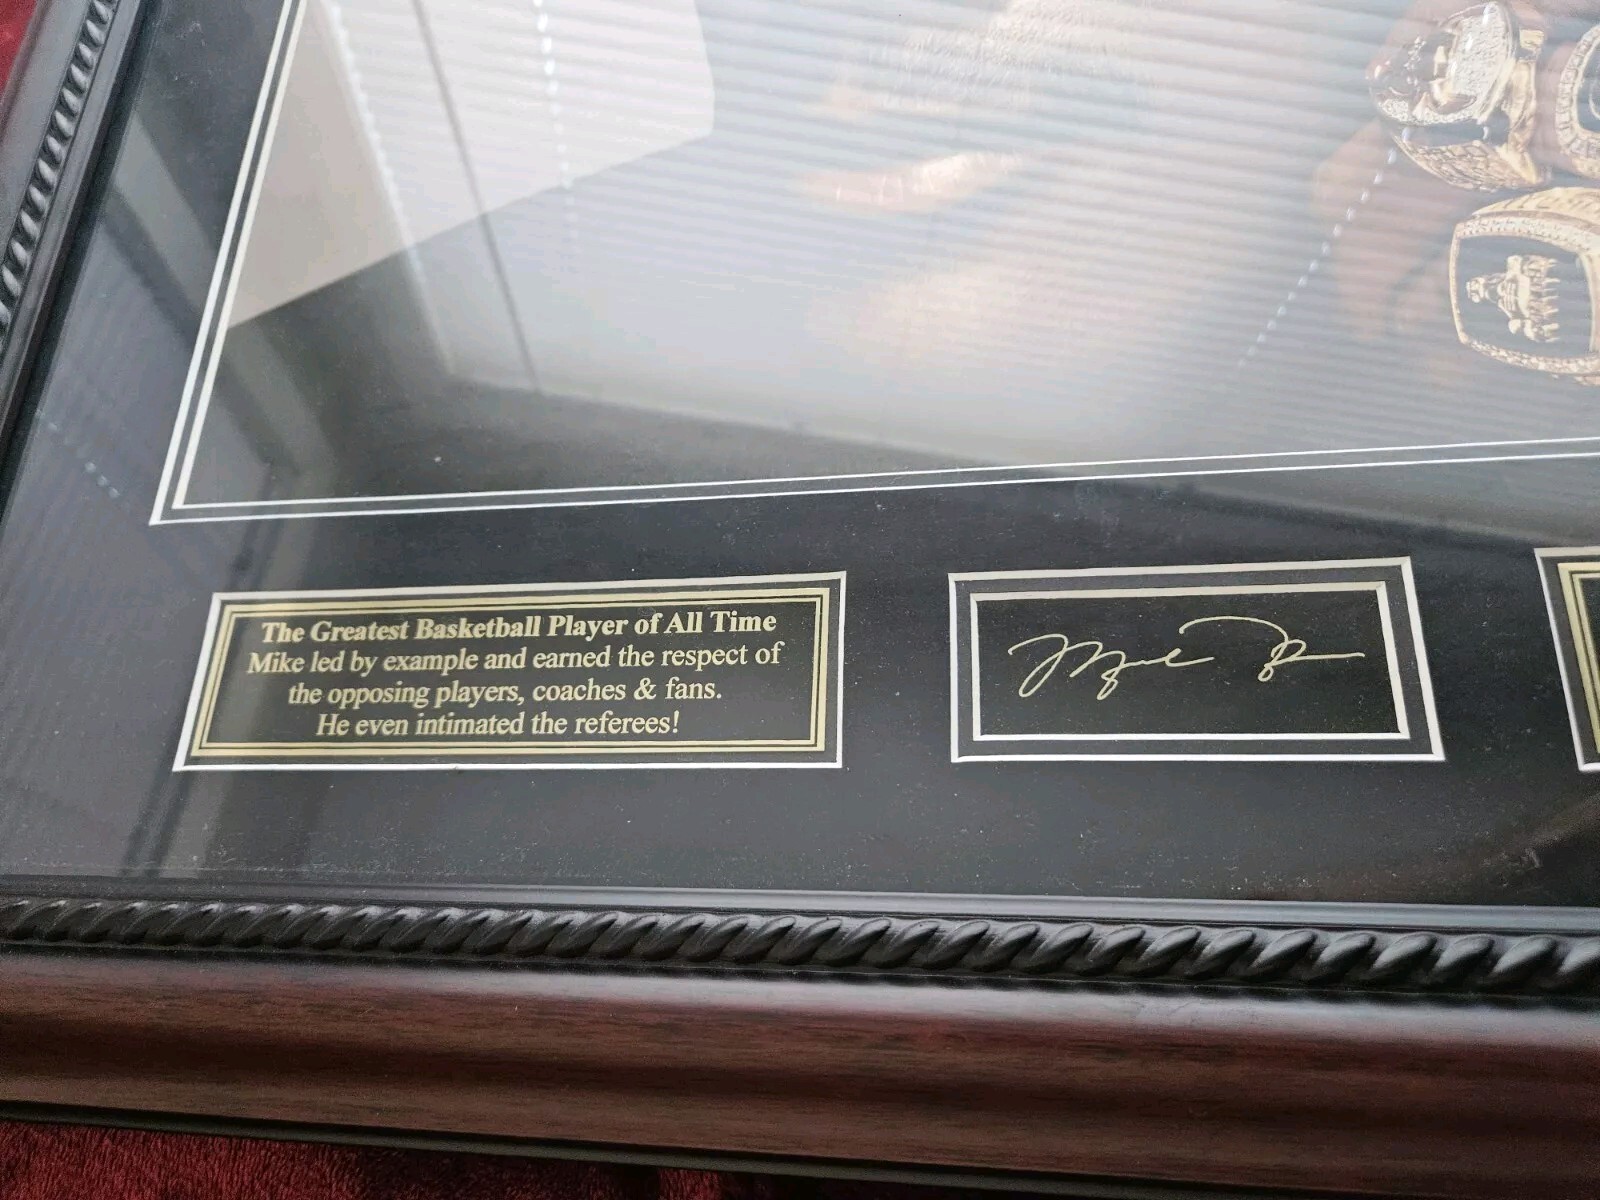 The Greatest Basketball Player of All Time
Mike led by example and earned the respect of
the opposing players, coaches & fans.
He even intimated the referees!